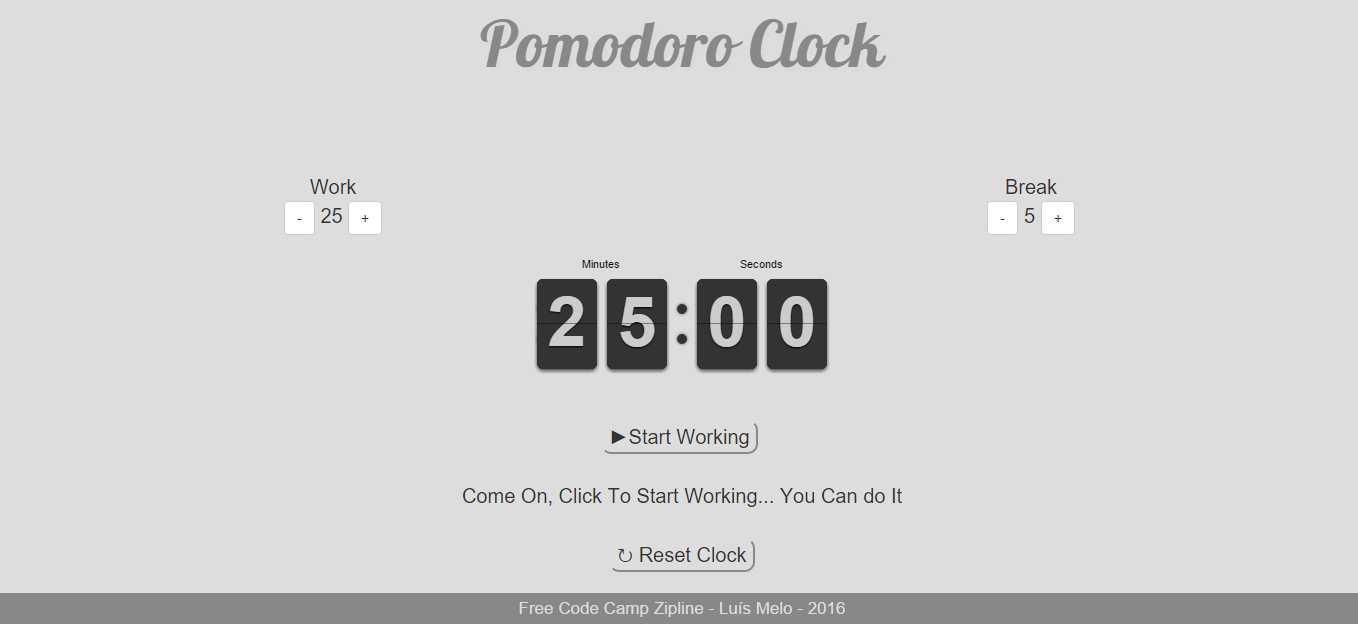 Pomodoro Clock
Work
- 25 +
Break
- 5 +
Minutes Seconds
25:00
►Start Working
Come On, Click To Start Working... You Can do It
↻ Reset Clock
Free Code Camp Zipline - Luís Melo - 2016